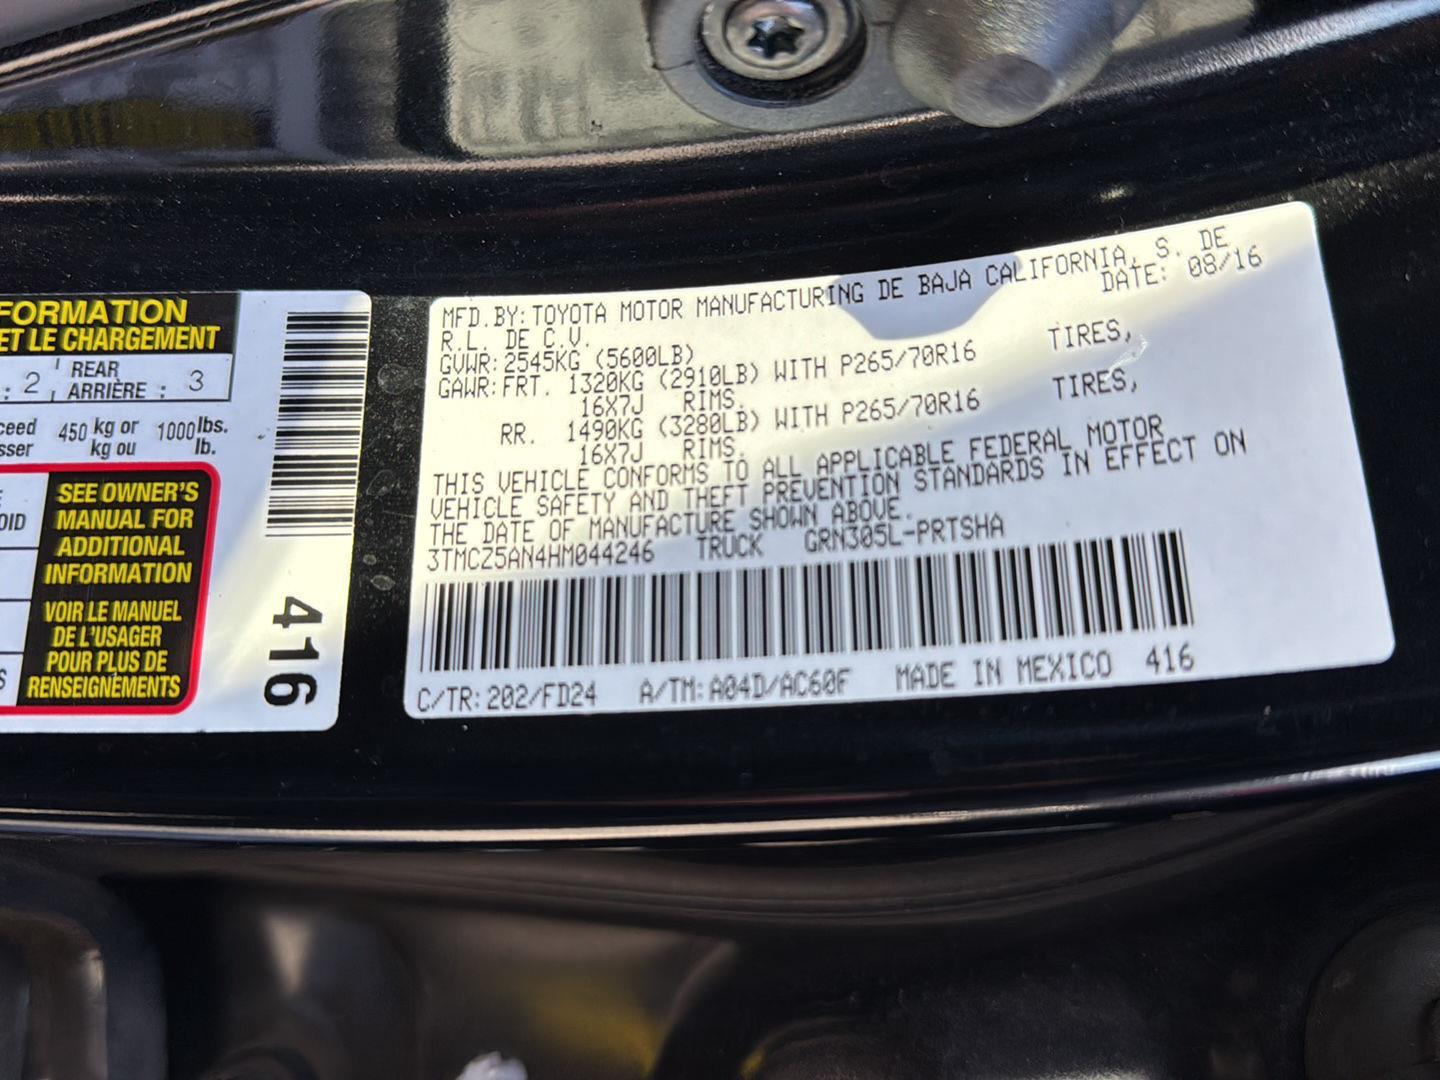 FORMATION
ET LE CHARGEMENT
: 2 REAR
ARRIÈRE : 3
450 kg or 1000 lbs.
kg ou lb.
SEE OWNER'S
MANUAL FOR
ADDITIONAL
INFORMATION
VOIR LE MANUEL
DE L'USAGER
POUR PLUS DE
RENSEIGNEMENTS
416
MFD.BY:TOYOTA MOTOR MANUFACTURING DE BAJA CALIFORNIA, S. DE
R.L. DE C.V. DATE: 08/16
GVWR:2545KG (5600LB)
GAWR:FRT. 1320KG (2910LB) WITH P265/70R16 TIRES,
16X7J RIMS.
RR. 1490KG (3280LB) WITH P265/70R16 TIRES,
16X7J RIMS.
THIS VEHICLE CONFORMS TO ALL APPLICABLE FEDERAL MOTOR
VEHICLE SAFETY AND THEFT PREVENTION STANDARDS IN EFFECT ON
THE DATE OF MANUFACTURE SHOWN ABOVE.
3TMCZ5AN4HM044246 TRUCK GRN305L-PRTSHA
C/TR:202/FD24 A/TM:A04D/AC60F MADE IN MEXICO 416